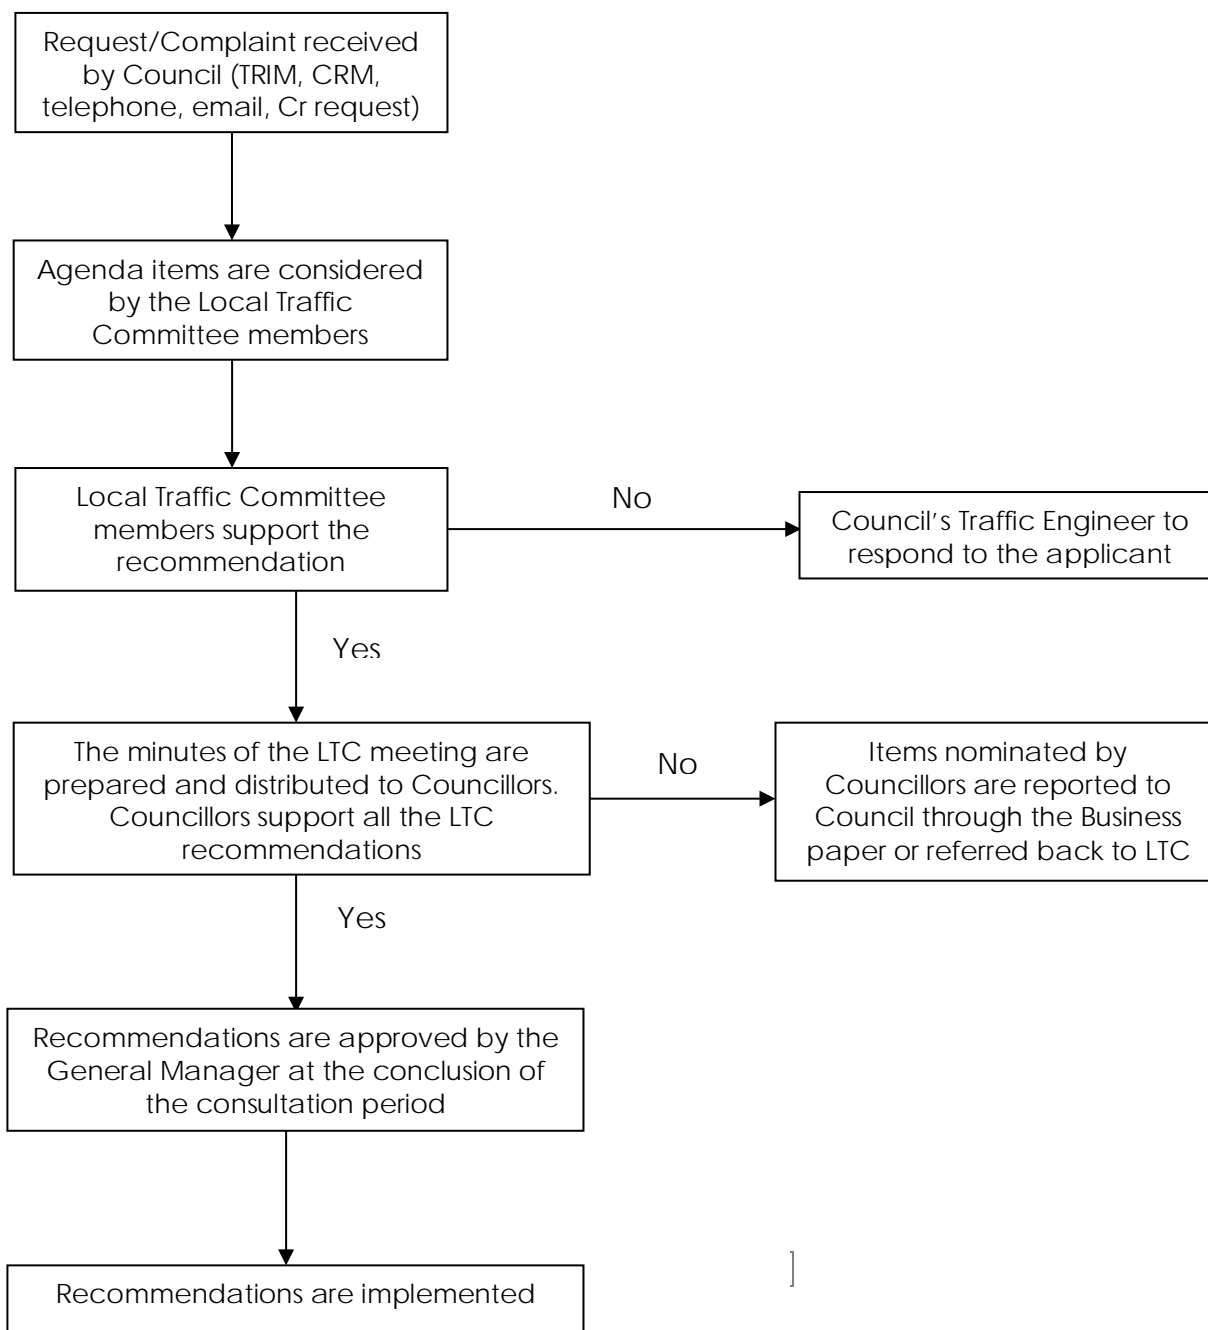 Request/Complaint received
by Council (TRIM, CRM,
telephone, email, Cr request)
Agenda items are considered
by the Local Traffic
Committee members
Local Traffic Committee
members support the
recommendation
No
Council's Traffic Engineer to
respond to the applicant
Yes
The minutes of the LTC meeting are
prepared and distributed to Councillors.
Councillors support all the LTC
recommendations
No
Items nominated by
Councillors are reported to
Council through the Business
paper or referred back to LTC
Yes
Recommendations are approved by the
General Manager at the conclusion of
the consultation period
Recommendations are implemented
]